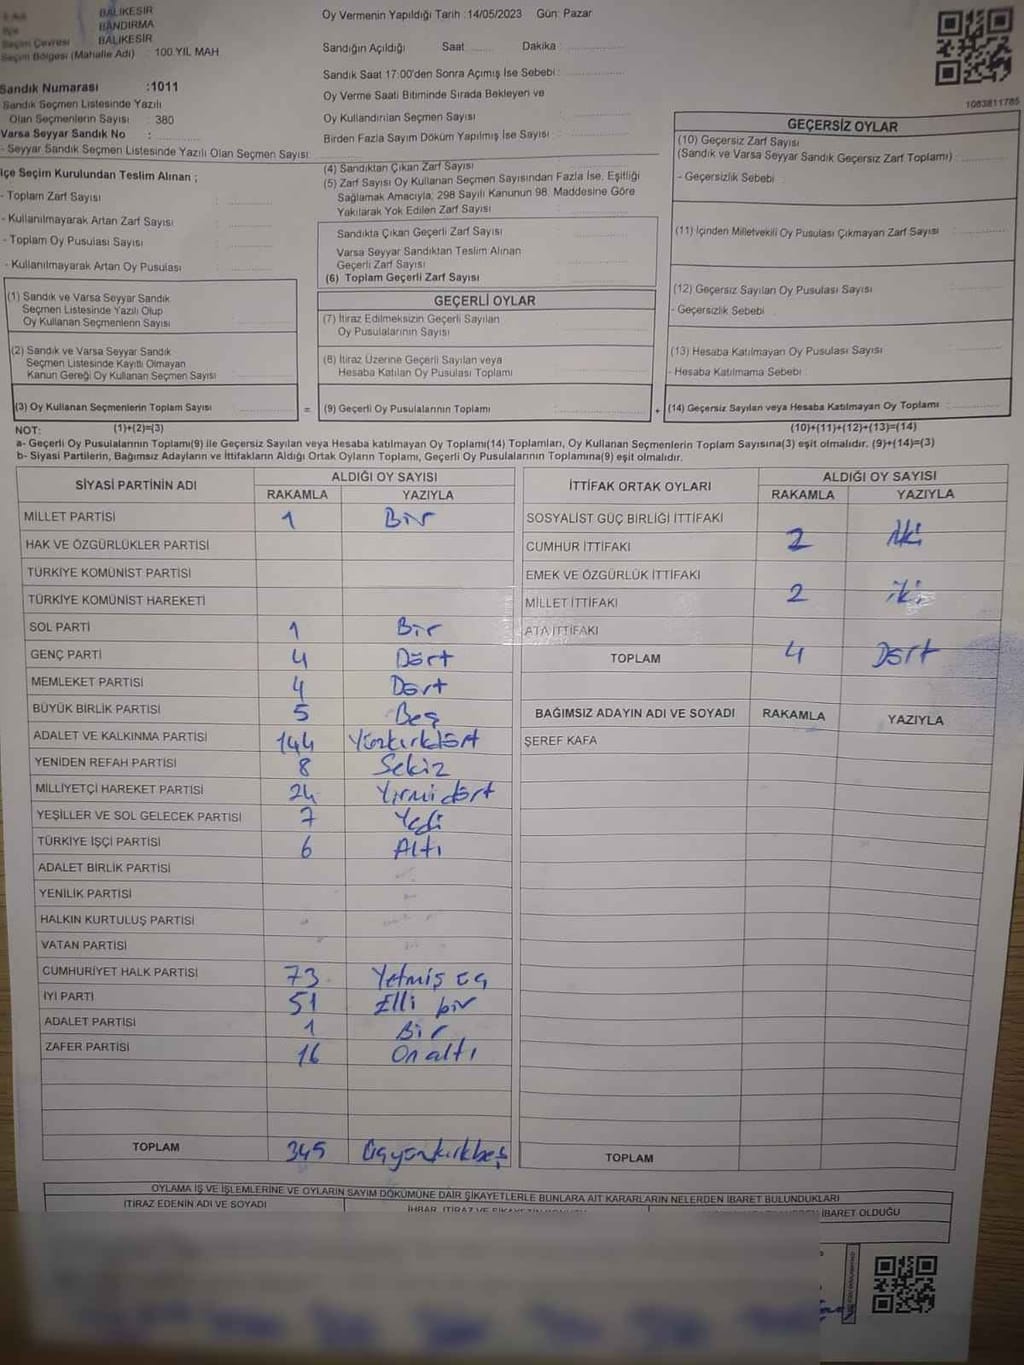 BALIKESİR
İlçe BANDIRMA
Seçim Çevresi BALIKESİR
Seçim Bölgesi (Mahalle Adı) : 100 YIL MAH
Sandık Numarası :1011
Sandık Seçmen Listesinde Yazılı
Olan Seçmenlerin Sayısı : 380
Varsa Seyyar Sandık No :
- Seyyar Sandık Seçmen Listesinde Yazılı Olan Seçmen Sayısı
İlçe Seçim Kurulundan Teslim Alınan ;
- Toplam Zarf Sayısı :
- Kullanılmayarak Artan Zarf Sayısı :
- Toplam Oy Pusulası Sayısı :
- Kullanılmayarak Artan Oy Pusulası :
(1) Sandık ve Varsa Seyyar Sandık
Seçmen Listesinde Yazılı Olup
Oy Kullanan Seçmenlerin Sayısı :
(2) Sandık ve Varsa Seyyar Sandık
Seçmen Listesinde Kayıtlı Olmayan
Kanun Gereği Oy Kullanan Seçmen Sayısı :
(3) Oy Kullanan Seçmenlerin Toplam Sayısı
Oy Vermenin Yapıldığı Tarih :14/05/2023 Gün: Pazar
Sandığın Açıldığı Saat Dakika :
Sandık Saat 17:00'den Sonra Açımış İse Sebebi :
Oy Verme Saati Bitiminde Sırada Bekleyen ve
Oy Kullandırılan Seçmen Sayısı :
Birden Fazla Sayım Döküm Yapılmış İse Sayısı :
(4) Sandıktan Çıkan Zarf Sayısı :
(5) Zarf Sayısı Oy Kullanan Seçmen Sayısından Fazla İse, Eşitliği
Sağlamak Amacıyla, 298 Sayılı Kanunun 98. Maddesine Göre
Yakılarak Yok Edilen Zarf Sayısı :
Sandıkta Çıkan Geçerli Zarf Sayısı :
Varsa Seyyar Sandıktan Teslim Alınan
Geçerli Zarf Sayısı :
(6) Toplam Geçerli Zarf Sayısı :
GEÇERLİ OYLAR
(7) İtiraz Edilmeksizin Geçerli Sayılan
Oy Pusulalarının Sayısı :
(8) İtiraz Üzerine Geçerli Sayılan veya
Hesaba Katılan Oy Pusulası Toplamı :
= (9) Geçerli Oy Pusulalarının Toplamı :
1083811785
GEÇERSİZ OYLAR
(10) Geçersiz Zarf Sayısı
(Sandık ve Varsa Seyyar Sandık Geçersiz Zarf Toplamı) :
- Geçersizlik Sebebi :
(11) İçinden Milletvekili Oy Pusulası Çıkmayan Zarf Sayısı :
(12) Geçersiz Sayılan Oy Pusulası Sayısı :
- Geçersizlik Sebebi :
(13) Hesaba Katılmayan Oy Pusulası Sayısı :
- Hesaba Katılmama Sebebi :
+ (14) Geçersiz Sayılan veya Hesaba Katılmayan Oy Toplamı :
NOT: (1)+(2)=(3) (10)+(11)+(12)+(13)=(14)
a- Geçerli Oy Pusulalarının Toplamı(9) ile Geçersiz Sayılan veya Hesaba katılmayan Oy Toplamı(14) Toplamları, Oy Kullanan Seçmenlerin Toplam Sayısına(3) eşit olmalıdır. (9)+(14)=(3)
b- Siyasi Partilerin, Bağımsız Adayların ve İttifakların Aldığı Ortak Oyların Toplamı, Geçerli Oy Pusulalarının Toplamına(9) eşit olmalıdır.
SİYASİ PARTİNİN ADI ALDIĞI OY SAYISI
RAKAMLA YAZIYLA
MİLLET PARTİSİ 1 Bir
HAK VE ÖZGÜRLÜKLER PARTİSİ
TÜRKİYE KOMÜNİST PARTİSİ
TÜRKİYE KOMÜNİST HAREKETİ
SOL PARTİ 1 Bir
GENÇ PARTİ 4 Dört
MEMLEKET PARTİSİ 4 Dört
BÜYÜK BİRLİK PARTİSİ 5 Beş
ADALET VE KALKINMA PARTİSİ 144 Yüzkırkdört
YENİDEN REFAH PARTİSİ 8 Sekiz
MİLLİYETÇİ HAREKET PARTİSİ 24 Yirmidört
YEŞİLLER VE SOL GELECEK PARTİSİ 7 Yedi
TÜRKİYE İŞÇİ PARTİSİ 6 Altı
ADALET BİRLİK PARTİSİ
YENİLİK PARTİSİ
HALKIN KURTULUŞ PARTİSİ
VATAN PARTİSİ
CUMHURİYET HALK PARTİSİ 73 Yetmiş üç
İYİ PARTİ 51 Elli bir
ADALET PARTİSİ 1 Bir
ZAFER PARTİSİ 16 Onaltı
TOPLAM 345 Üçyüzkırkbeş
İTTİFAK ORTAK OYLARI ALDIĞI OY SAYISI
RAKAMLA YAZIYLA
SOSYALİST GÜÇ BİRLİĞİ İTTİFAKI
CUMHUR İTTİFAKI 2 İki
EMEK VE ÖZGÜRLÜK İTTİFAKI
MİLLET İTTİFAKI 2 iki
ATA İTTİFAKI
TOPLAM 4 Dört
BAĞIMSIZ ADAYIN ADI VE SOYADI RAKAMLA YAZIYLA
ŞEREF KAFA
TOPLAM
OYLAMA İŞ VE İŞLEMLERİNE VE OYLARIN SAYIM DÖKÜMÜNE DAİR ŞİKAYETLERLE BUNLARA AİT KARARLARIN NELERDEN İBARET BULUNDUKLARI
İTİRAZ EDENİN ADI VE SOYADI
İBARET OLDUĞU